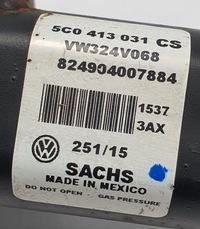 5C0 413 031 CS
VW324V068
824904007884
1537
3AX
VW
251/15
SACHS
MADE IN MEXICO
DO NOT OPEN GAS PRESSURE